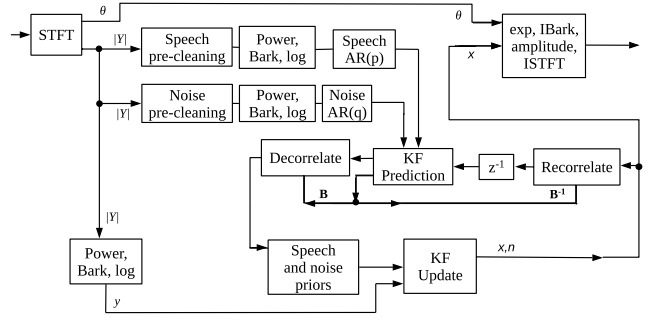 θ
θ
STFT
exp, IBark,
amplitude,
ISTFT
|Y|
Speech
pre-cleaning
Power,
Bark, log
Speech
AR(p)
x
Noise
pre-cleaning
Power,
Bark, log
Noise
AR(q)
|Y|
Decorrelate
KF
Prediction
z-1
Recorrelate
B
B-1
|Y|
Power,
Bark, log
Speech
and noise
priors
KF
Update
x,n
y